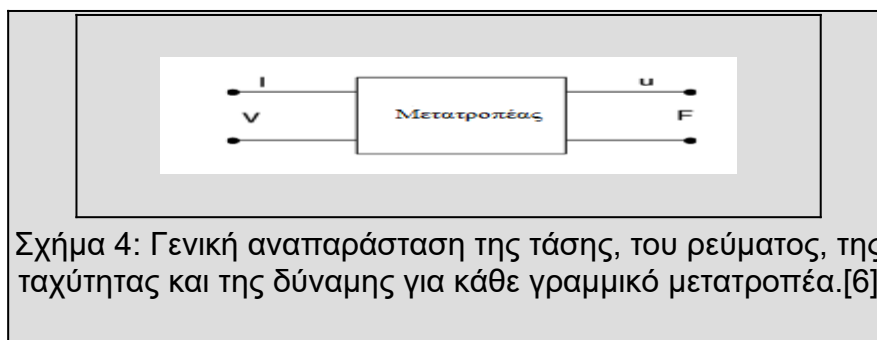 I u
V Μετατροπέας F
Σχήμα 4: Γενική αναπαράσταση της τάσης, του ρεύματος, της
ταχύτητας και της δύναμης για κάθε γραμμικό μετατροπέα.[6]